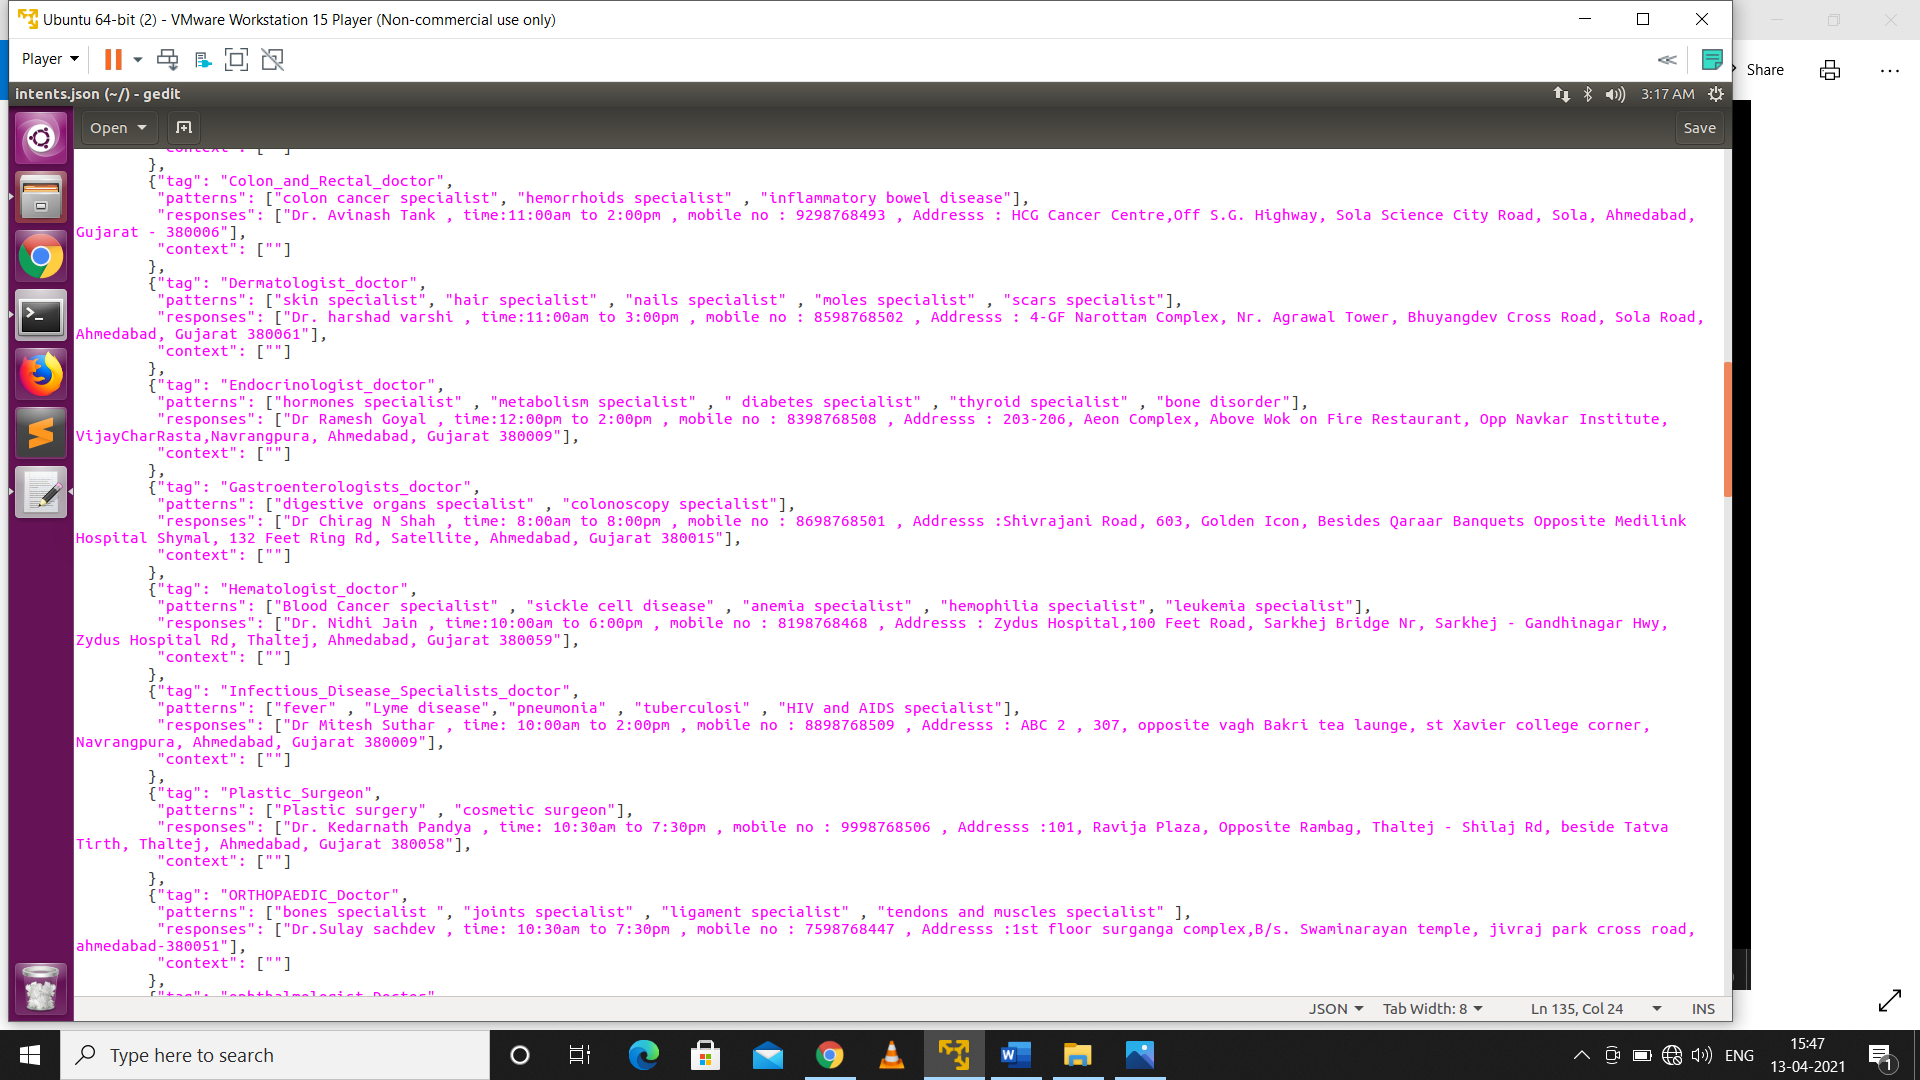 Ubuntu 64-bit (2) - VMware Workstation 15 Player (Non-commercial use only)
Player
Share
intents.json (~/) - gedit
3:17 AM
Open
Save
"context": [""]
},
{"tag": "Colon_and_Rectal_doctor",
"patterns": ["colon cancer specialist", "hemorrhoids specialist" , "inflammatory bowel disease"],
"responses": ["Dr. Avinash Tank , time:11:00am to 2:00pm , mobile no : 9298768493 , Addresss : HCG Cancer Centre,Off S.G. Highway, Sola Science City Road, Sola, Ahmedabad,
Gujarat - 380006"],
"context": [""]
},
{"tag": "Dermatologist_doctor",
"patterns": ["skin specialist", "hair specialist" , "nails specialist" , "moles specialist" , "scars specialist"],
"responses": ["Dr. harshad varshi , time:11:00am to 3:00pm , mobile no : 8598768502 , Addresss : 4-GF Narottam Complex, Nr. Agrawal Tower, Bhuyangdev Cross Road, Sola Road,
Ahmedabad, Gujarat 380061"],
"context": [""]
},
{"tag": "Endocrinologist_doctor",
"patterns": ["hormones specialist" , "metabolism specialist" , " diabetes specialist" , "thyroid specialist" , "bone disorder"],
"responses": ["Dr Ramesh Goyal , time:12:00pm to 2:00pm , mobile no : 8398768508 , Addresss : 203-206, Aeon Complex, Above Wok on Fire Restaurant, Opp Navkar Institute,
VijayCharRasta,Navrangpura, Ahmedabad, Gujarat 380009"],
"context": [""]
},
{"tag": "Gastroenterologists_doctor",
"patterns": ["digestive organs specialist" , "colonoscopy specialist"],
"responses": ["Dr Chirag N Shah , time: 8:00am to 8:00pm , mobile no : 8698768501 , Addresss :Shivrajani Road, 603, Golden Icon, Besides Qaraar Banquets Opposite Medilink
Hospital Shymal, 132 Feet Ring Rd, Satellite, Ahmedabad, Gujarat 380015"],
"context": [""]
},
{"tag": "Hematologist_doctor",
"patterns": ["Blood Cancer specialist" , "sickle cell disease" , "anemia specialist" , "hemophilia specialist", "leukemia specialist"],
"responses": ["Dr. Nidhi Jain , time:10:00am to 6:00pm , mobile no : 8198768468 , Addresss : Zydus Hospital,100 Feet Road, Sarkhej Bridge Nr, Sarkhej - Gandhinagar Hwy,
Zydus Hospital Rd, Thaltej, Ahmedabad, Gujarat 380059"],
"context": [""]
},
{"tag": "Infectious_Disease_Specialists_doctor",
"patterns": ["fever" , "Lyme disease", "pneumonia" , "tuberculosi" , "HIV and AIDS specialist"],
"responses": ["Dr Mitesh Suthar , time: 10:00am to 2:00pm , mobile no : 8898768509 , Addresss : ABC 2 , 307, opposite vagh Bakri tea launge, st Xavier college corner,
Navrangpura, Ahmedabad, Gujarat 380009"],
"context": [""]
},
{"tag": "Plastic_Surgeon",
"patterns": ["Plastic surgery" , "cosmetic surgeon"],
"responses": ["Dr. Kedarnath Pandya , time: 10:30am to 7:30pm , mobile no : 9998768506 , Addresss :101, Ravija Plaza, Opposite Rambag, Thaltej - Shilaj Rd, beside Tatva
Tirth, Thaltej, Ahmedabad, Gujarat 380058"],
"context": [""]
},
{"tag": "ORTHOPAEDIC_Doctor",
"patterns": ["bones specialist ", "joints specialist" , "ligament specialist" , "tendons and muscles specialist" ],
"responses": ["Dr.Sulay sachdev , time: 10:30am to 7:30pm , mobile no : 7598768447 , Addresss :1st floor surganga complex,B/s. Swaminarayan temple, jivraj park cross road,
ahmedabad-380051"],
"context": [""]
},
{"tag": "ophthalmologist_Doctor"
JSON Tab Width: 8 Ln 135, Col 24 INS
Type here to search
ENG
15:47
13-04-2021
1